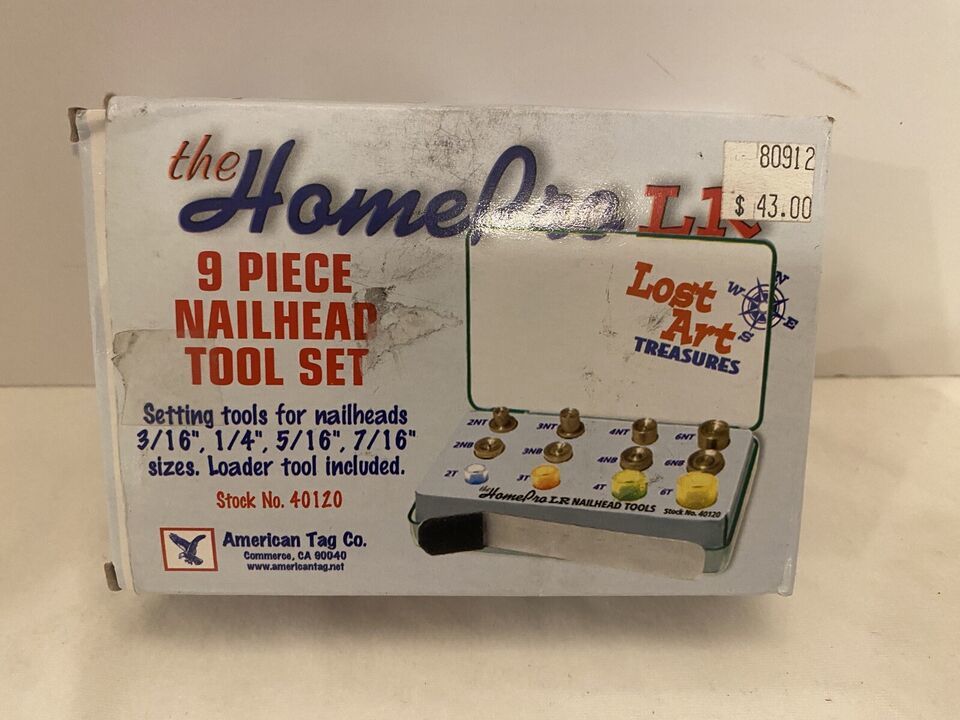 the HomePro LR
80912
$ 43.00
9 PIECE
NAILHEAD
TOOL SET
Lost
Art
TREASURES
N
W
E
S
Setting tools for nailheads
3/16", 1/4", 5/16", 7/16"
sizes. Loader tool included.
Stock No. 40120
2NT 3NT 4NT 6NT
2NB 3NB 4NB 6NB
2T 3T 4T 6T
the HomePro LR NAILHEAD TOOLS Stock No. 40120
American Tag Co.
Commerce, CA 90040
www.americantag.net